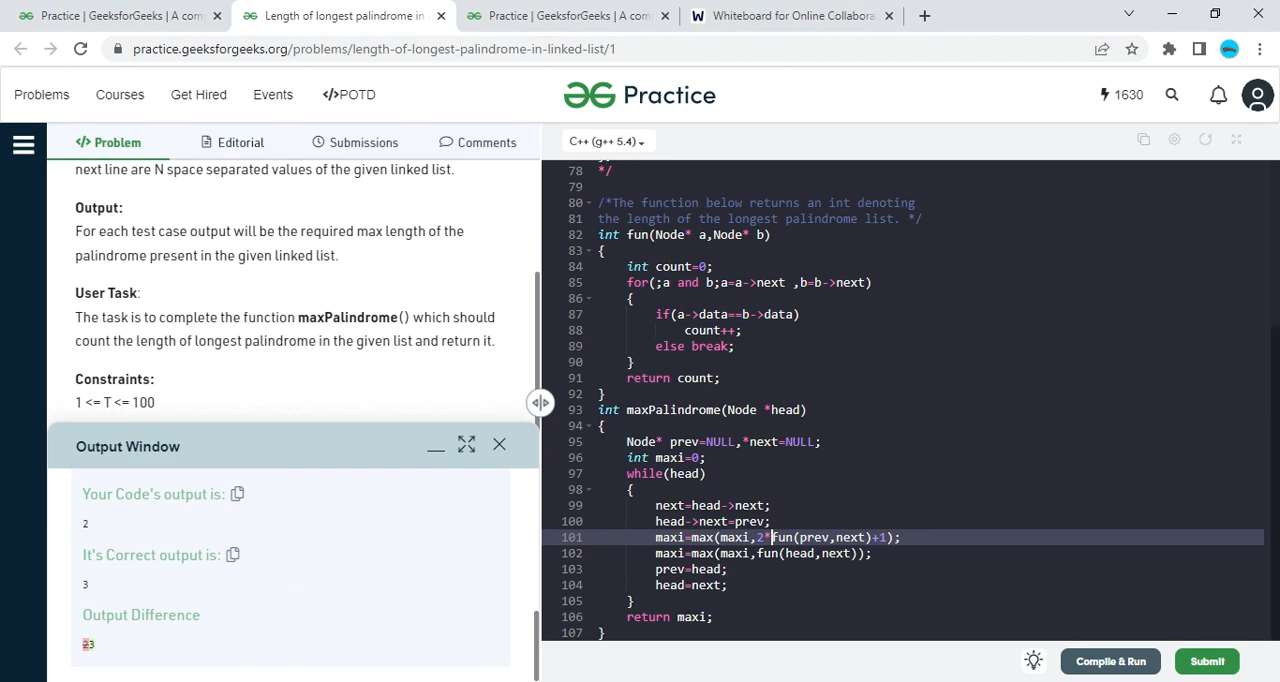 Practice | GeeksforGeeks | A com
Length of longest palindrome in
Practice | GeeksforGeeks | A com
W Whiteboard for Online Collabora
practice.geeksforgeeks.org/problems/length-of-longest-palindrome-in-linked-list/1
Problems Courses Get Hired Events </>POTD
Practice
1630
</> Problem Editorial Submissions Comments
C++ (g++ 5.4)
next line are N space separated values of the given linked list.
Output:
For each test case output will be the required max length of the
palindrome present in the given linked list.
User Task:
The task is to complete the function maxPalindrome() which should
count the length of longest palindrome in the given list and return it.
Constraints:
1 <= T <= 100
Output Window
Your Code's output is:
2
It's Correct output is:
3
Output Difference
23
78 */
79
80 /*The function below returns an int denoting
81 the length of the longest palindrome list. */
82 int fun(Node* a,Node* b)
83 {
84 int count=0;
85 for(;a and b;a=a->next ,b=b->next)
86 {
87 if(a->data==b->data)
88 count++;
89 else break;
90 }
91 return count;
92 }
93 int maxPalindrome(Node *head)
94 {
95 Node* prev=NULL,*next=NULL;
96 int maxi=0;
97 while(head)
98 {
99 next=head->next;
100 head->next=prev;
101 maxi=max(maxi,2*fun(prev,next)+1);
102 maxi=max(maxi,fun(head,next));
103 prev=head;
104 head=next;
105 }
106 return maxi;
107 }
Compile & Run
Submit